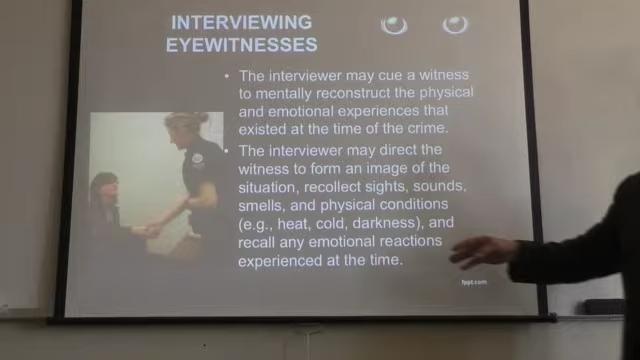 INTERVIEWING
EYEWITNESSES
• The interviewer may cue a witness
to mentally reconstruct the physical
and emotional experiences that
existed at the time of the crime.
• The interviewer may direct the
witness to form an image of the
situation, recollect sights, sounds,
smells, and physical conditions
(e.g., heat, cold, darkness), and
recall any emotional reactions
experienced at the time.
fppt.com